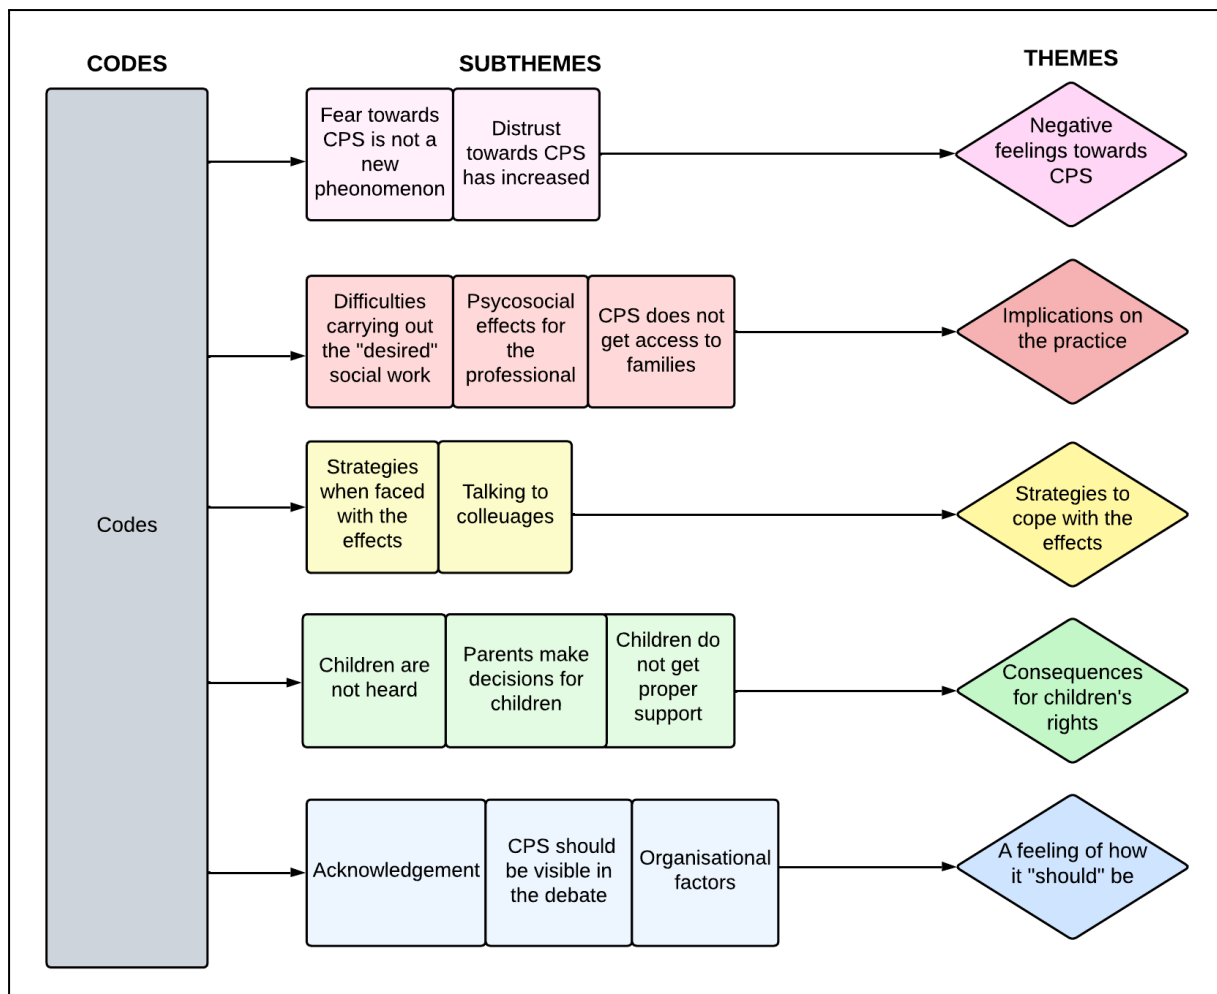 CODES
SUBTHEMES
THEMES
Codes
Fear towards
CPS is not a
new
pheonomenon
Distrust
towards CPS
has increased
Negative
feelings towards
CPS
Difficulties
carrying out
the "desired"
social work
Psycosocial
effects for
the
professional
CPS does not
get access to
families
Implications on
the practice
Strategies
when faced
with the
effects
Talking to
colleuages
Strategies to
cope with the
effects
Children are
not heard
Parents make
decisions for
children
Children do
not get
proper
support
Consequences
for children's
rights
Acknowledgement
CPS should
be visible in
the debate
Organisational
factors
A feeling of how
it "should" be